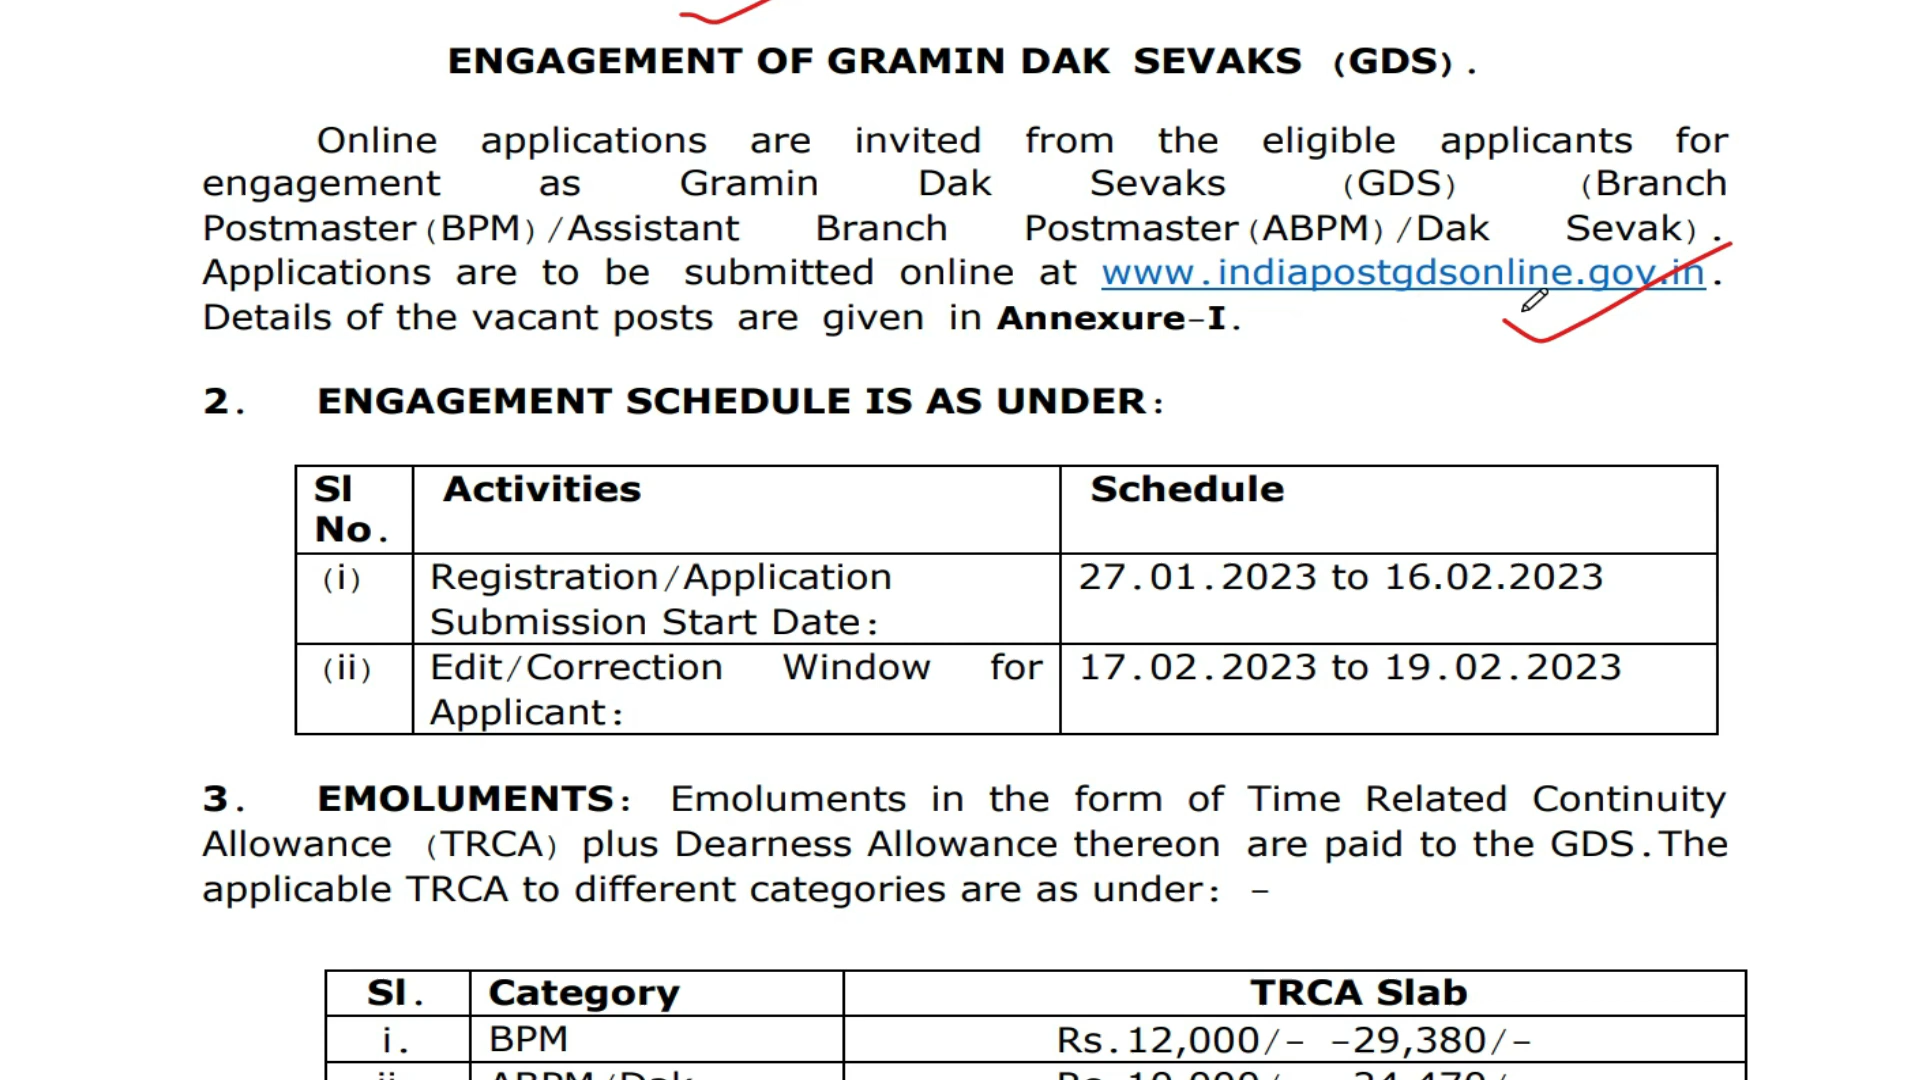 ENGAGEMENT OF GRAMIN DAK SEVAKS (GDS).
Online applications are invited from the eligible applicants for
engagement as Gramin Dak Sevaks (GDS) (Branch
Postmaster(BPM)/Assistant Branch Postmaster(ABPM)/Dak Sevak).
Applications are to be submitted online at www.indiapostgdsonline.gov.in.
Details of the vacant posts are given in Annexure-I.
2. ENGAGEMENT SCHEDULE IS AS UNDER:
Sl No. Activities Schedule
(i) Registration/Application Submission Start Date: 27.01.2023 to 16.02.2023
(ii) Edit/Correction Window for Applicant: 17.02.2023 to 19.02.2023
3. EMOLUMENTS: Emoluments in the form of Time Related Continuity
Allowance (TRCA) plus Dearness Allowance thereon are paid to the GDS.The
applicable TRCA to different categories are as under: -
Sl. Category TRCA Slab
i. BPM Rs.12,000/- -29,380/-